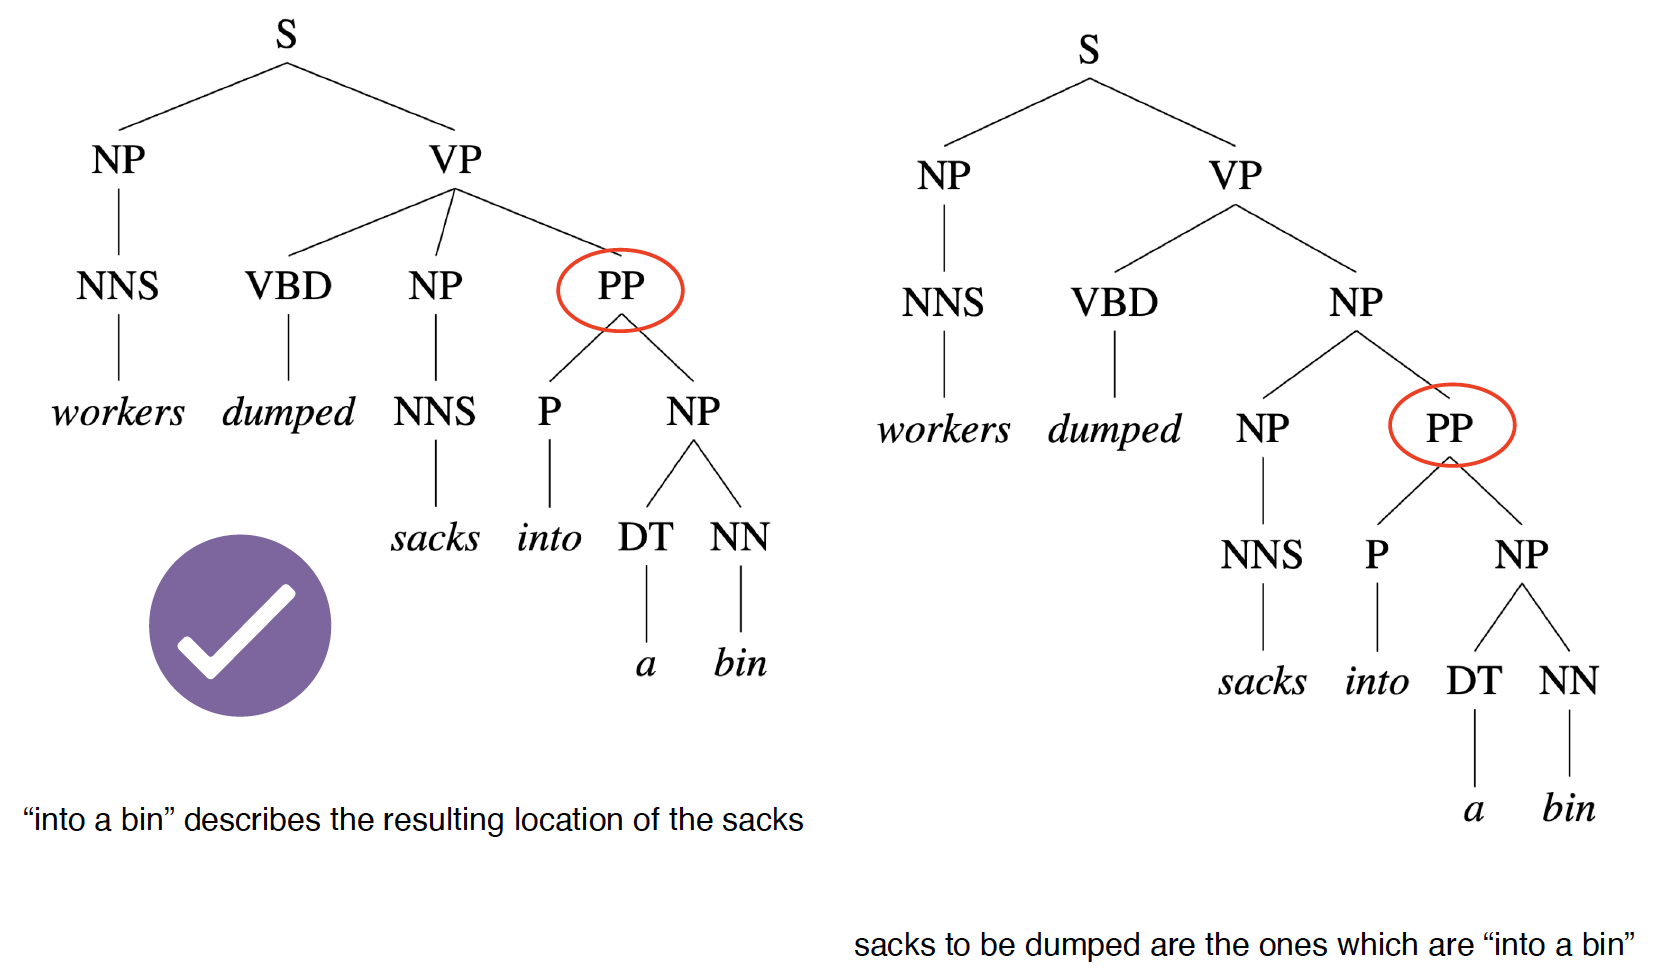 S
NP VP
NNS VBD NP PP
workers dumped NNS P NP
sacks into DT NN
a bin
“into a bin” describes the resulting location of the sacks
S
NP VP
NNS VBD NP
workers dumped NP PP
NNS P NP
sacks into DT NN
a bin
sacks to be dumped are the ones which are “into a bin”